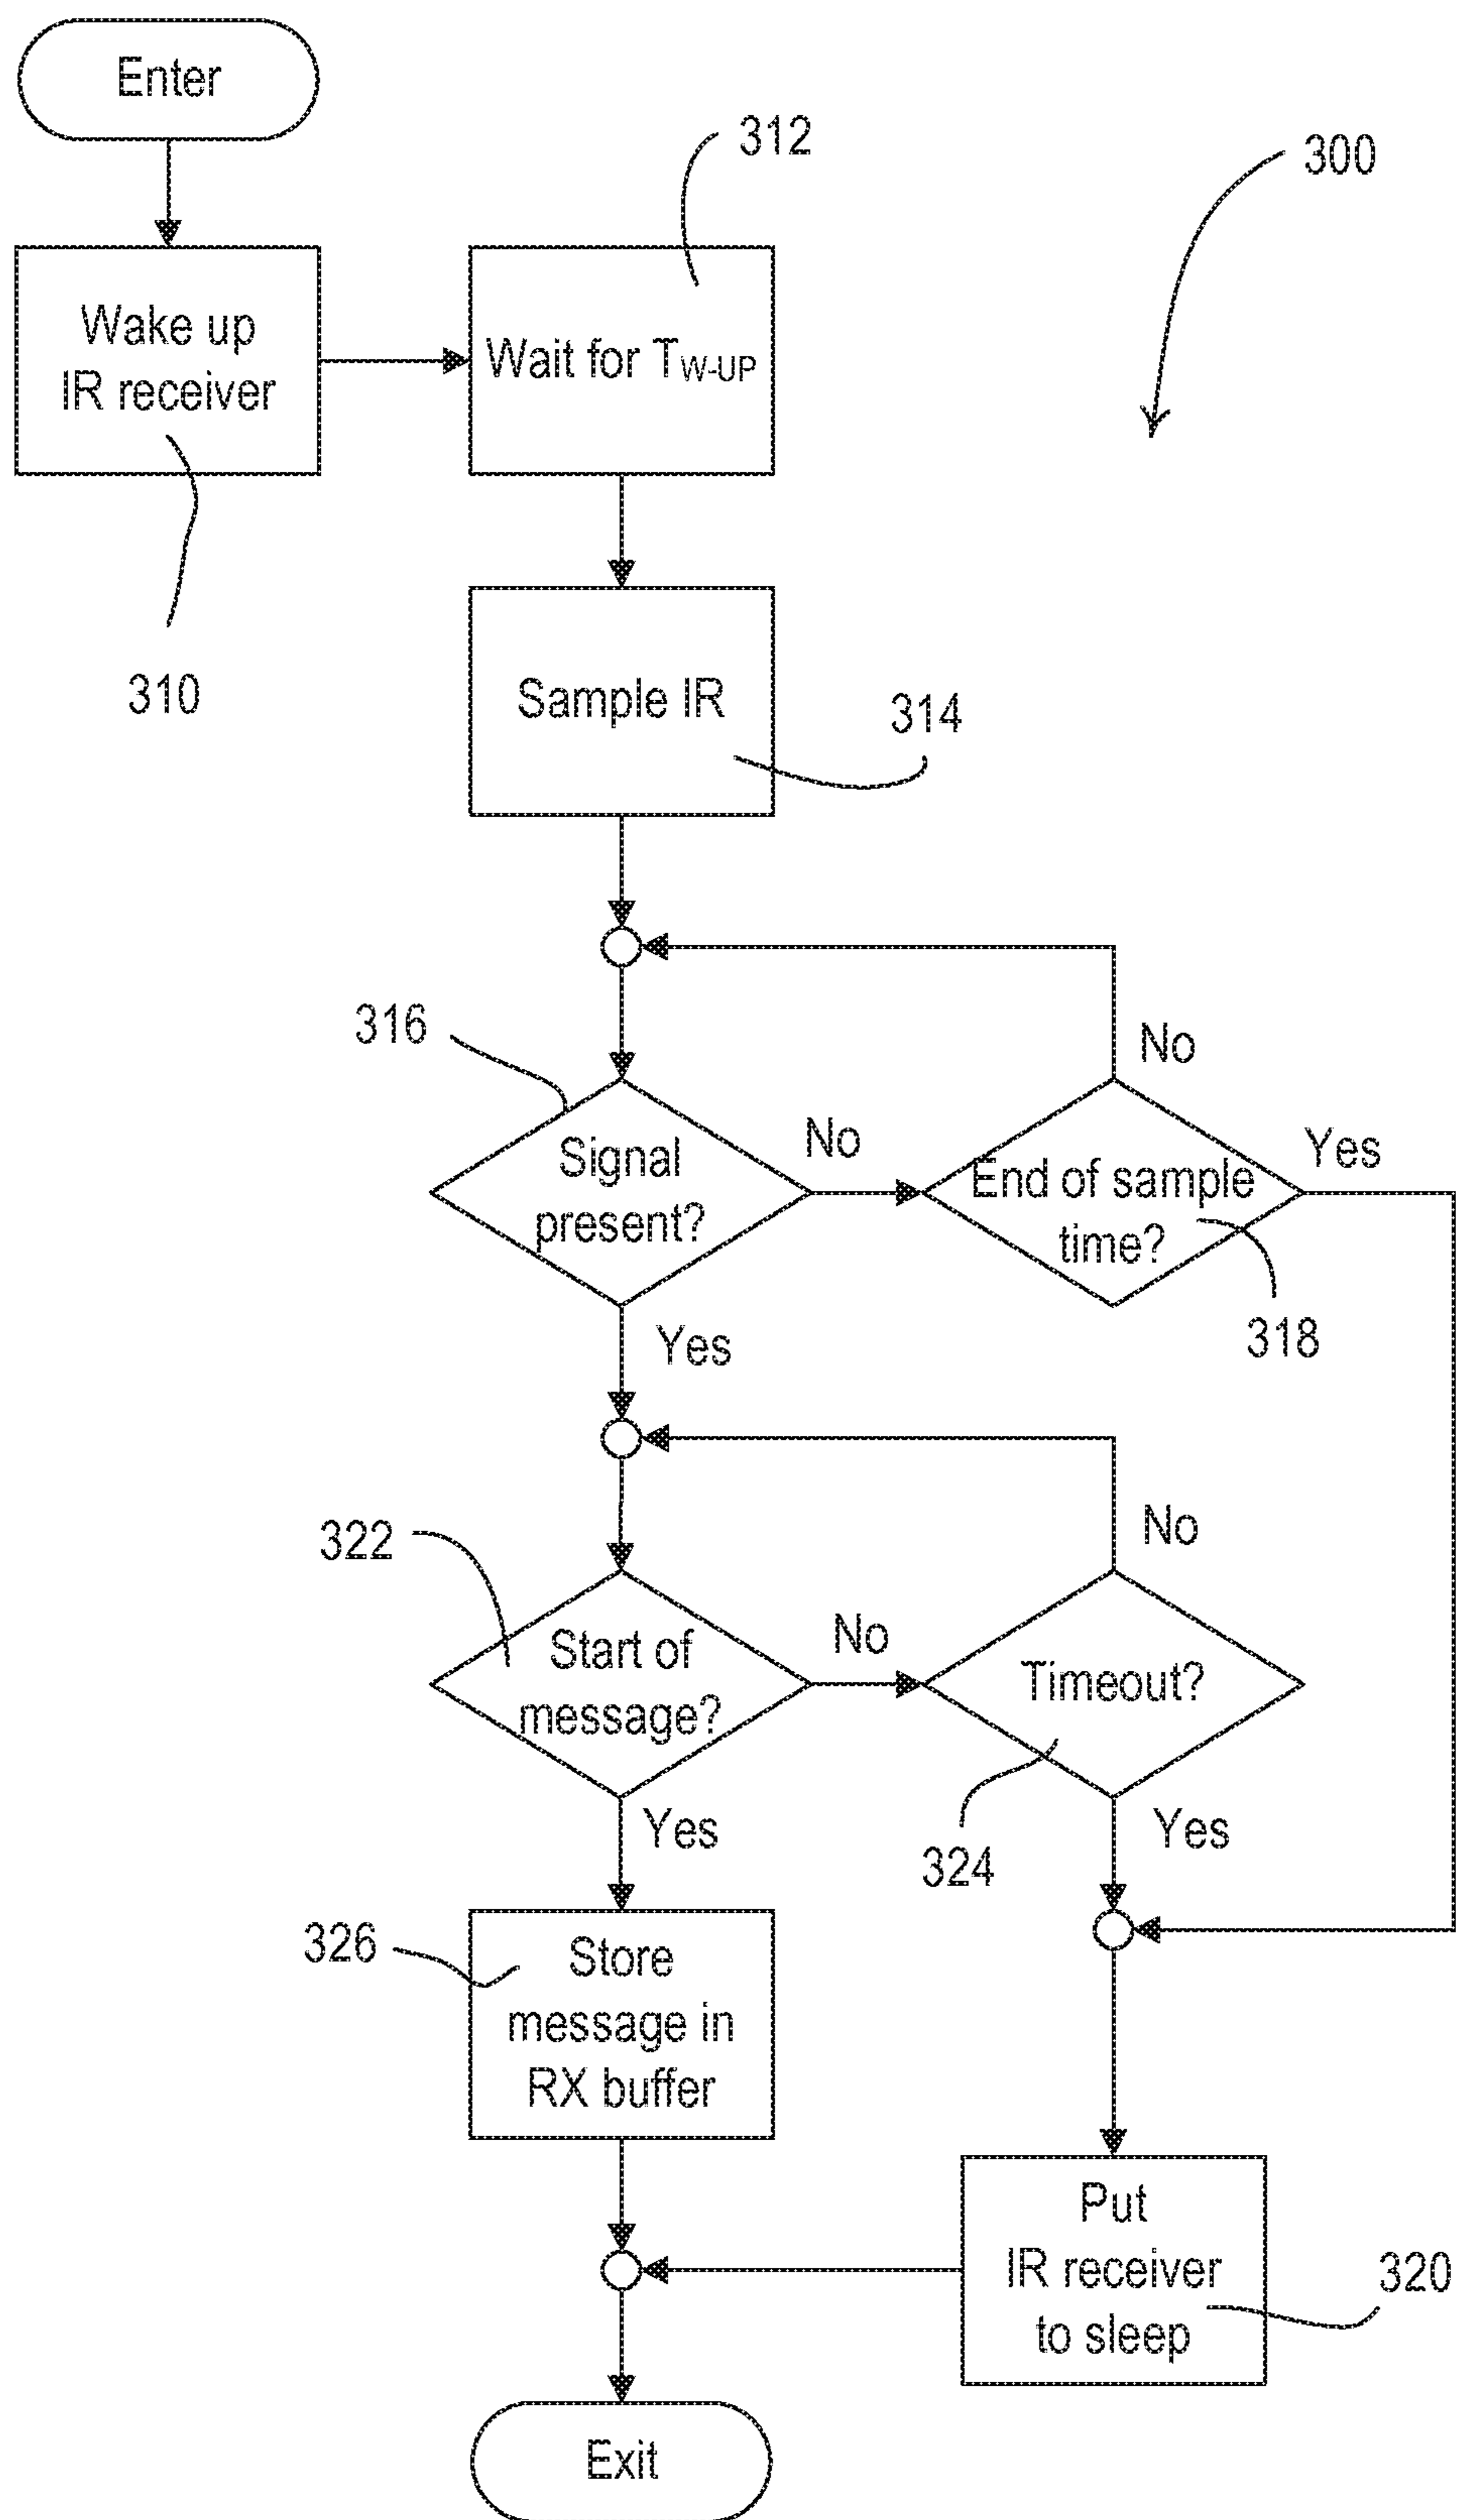 Enter
312
300
Wake up
IR receiver
Wait for TW-UP
310
Sample IR
314
316
No
Signal
present?
No
End of sample
time?
Yes
318
Yes
322
No
Start of
message?
No
Timeout?
324
Yes
Yes
326
Store
message in
RX buffer
Put
IR receiver
to sleep
320
Exit